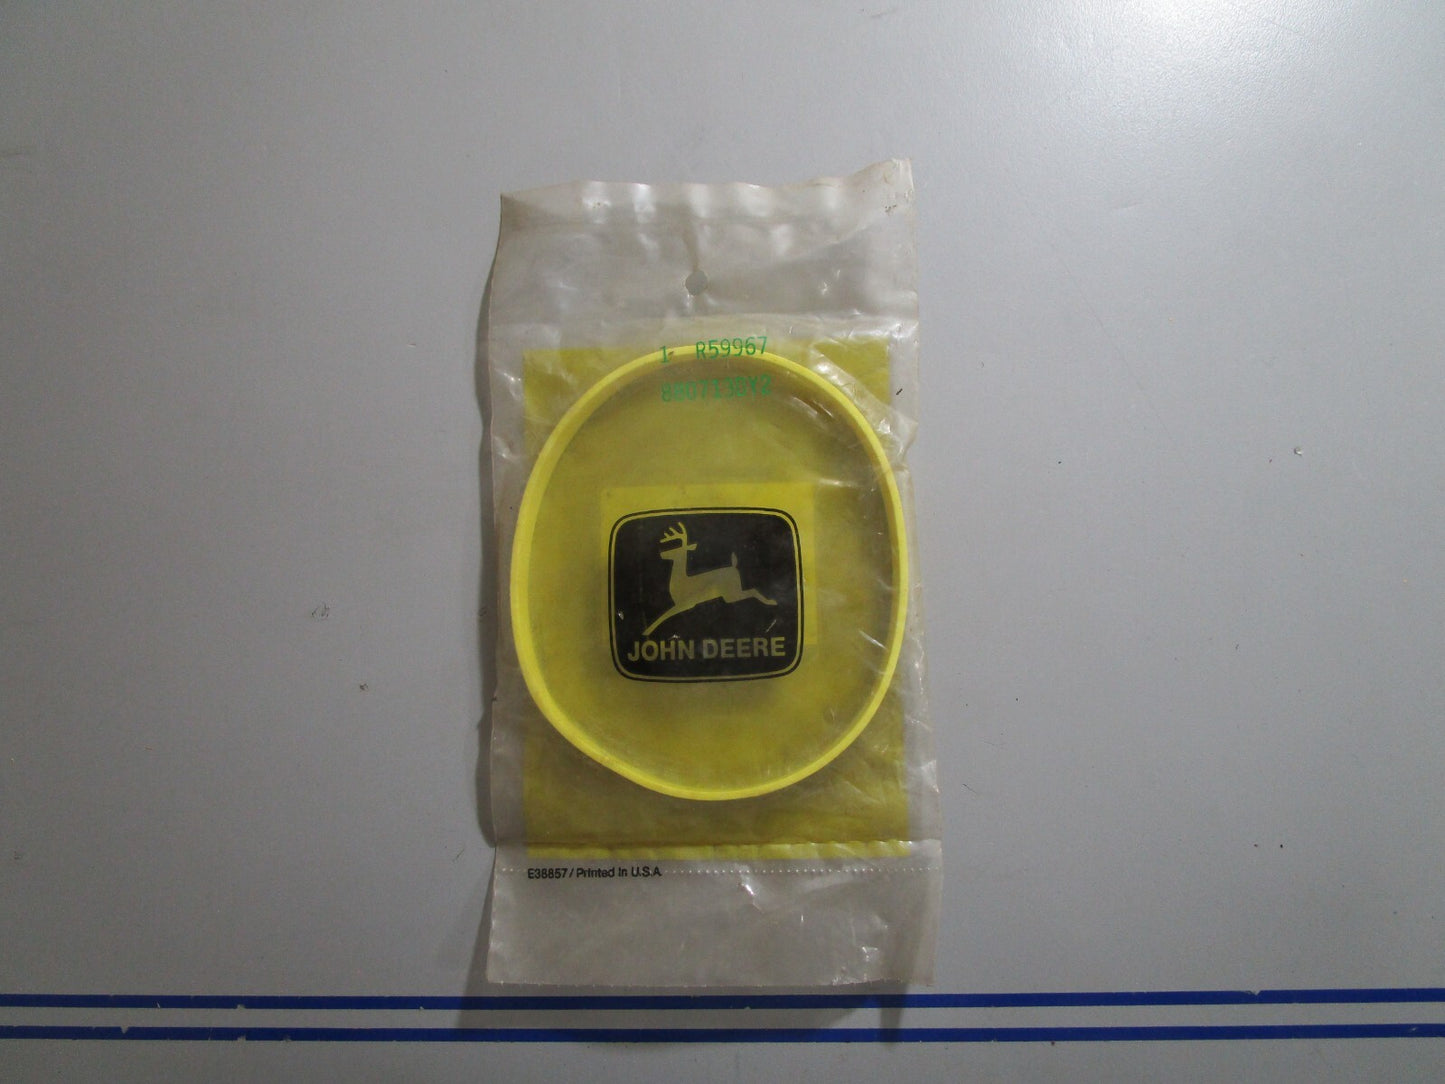 1 R59967
JOHN DEERE
E38857 / Printed in U.S.A.